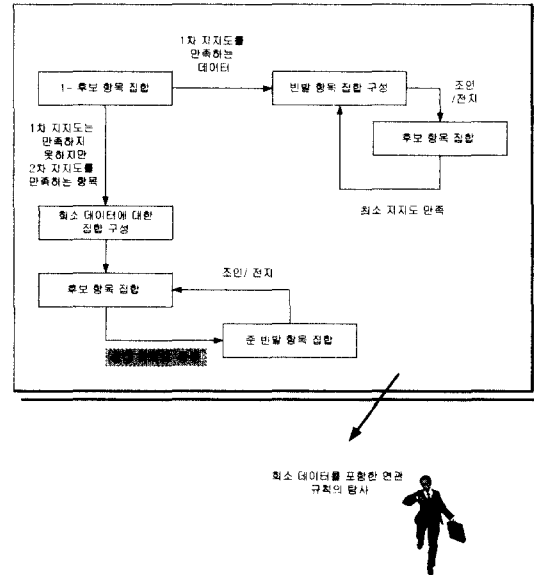 1차 지지도를
만족하는
데이터
1- 후보 항목 집합
빈발 항목 집합 구성
조인
/전지
후보 항목 집합
최소 지지도 만족
1차 지지도는
만족하지
못하지만
2차 지지도를
만족하는 항목
희소 데이터에 대한
집합 구성
후보 항목 집합
조인/ 전지
준 빈발 항목 집합
희소 데이터를 포함한 연관
규칙의 탐사